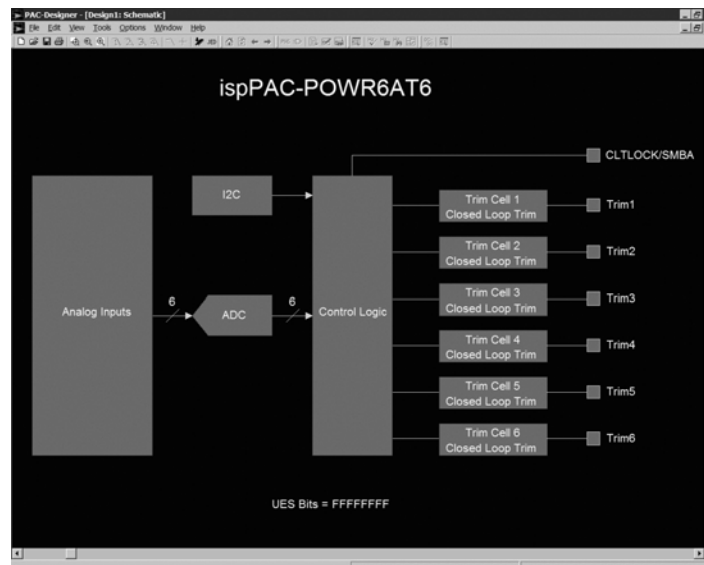 PAC-Designer - [Design1: Schematic]
File Edit View Tools Options Window Help
ispPAC-POWR6AT6
CLTLOCK/SMBA
I2C
Trim Cell 1
Closed Loop Trim
Trim1
Trim Cell 2
Closed Loop Trim
Trim2
Analog Inputs
6
ADC
6
Control Logic
Trim Cell 3
Closed Loop Trim
Trim3
Trim Cell 4
Closed Loop Trim
Trim4
Trim Cell 5
Closed Loop Trim
Trim5
Trim Cell 6
Closed Loop Trim
Trim6
UES Bits = FFFFFFFF